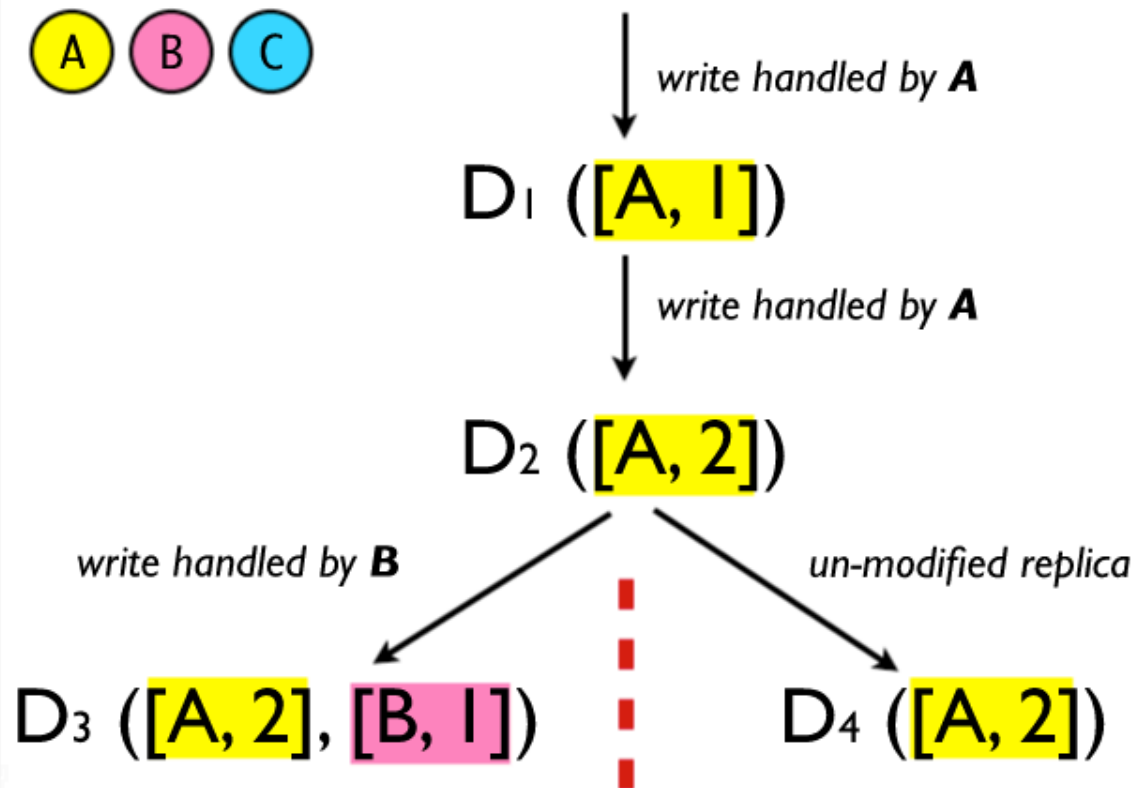 A B C
write handled by A
D1 ([A, 1])
write handled by A
D2 ([A, 2])
write handled by B
un-modified replica
D3 ([A, 2], [B, 1])
D4 ([A, 2])